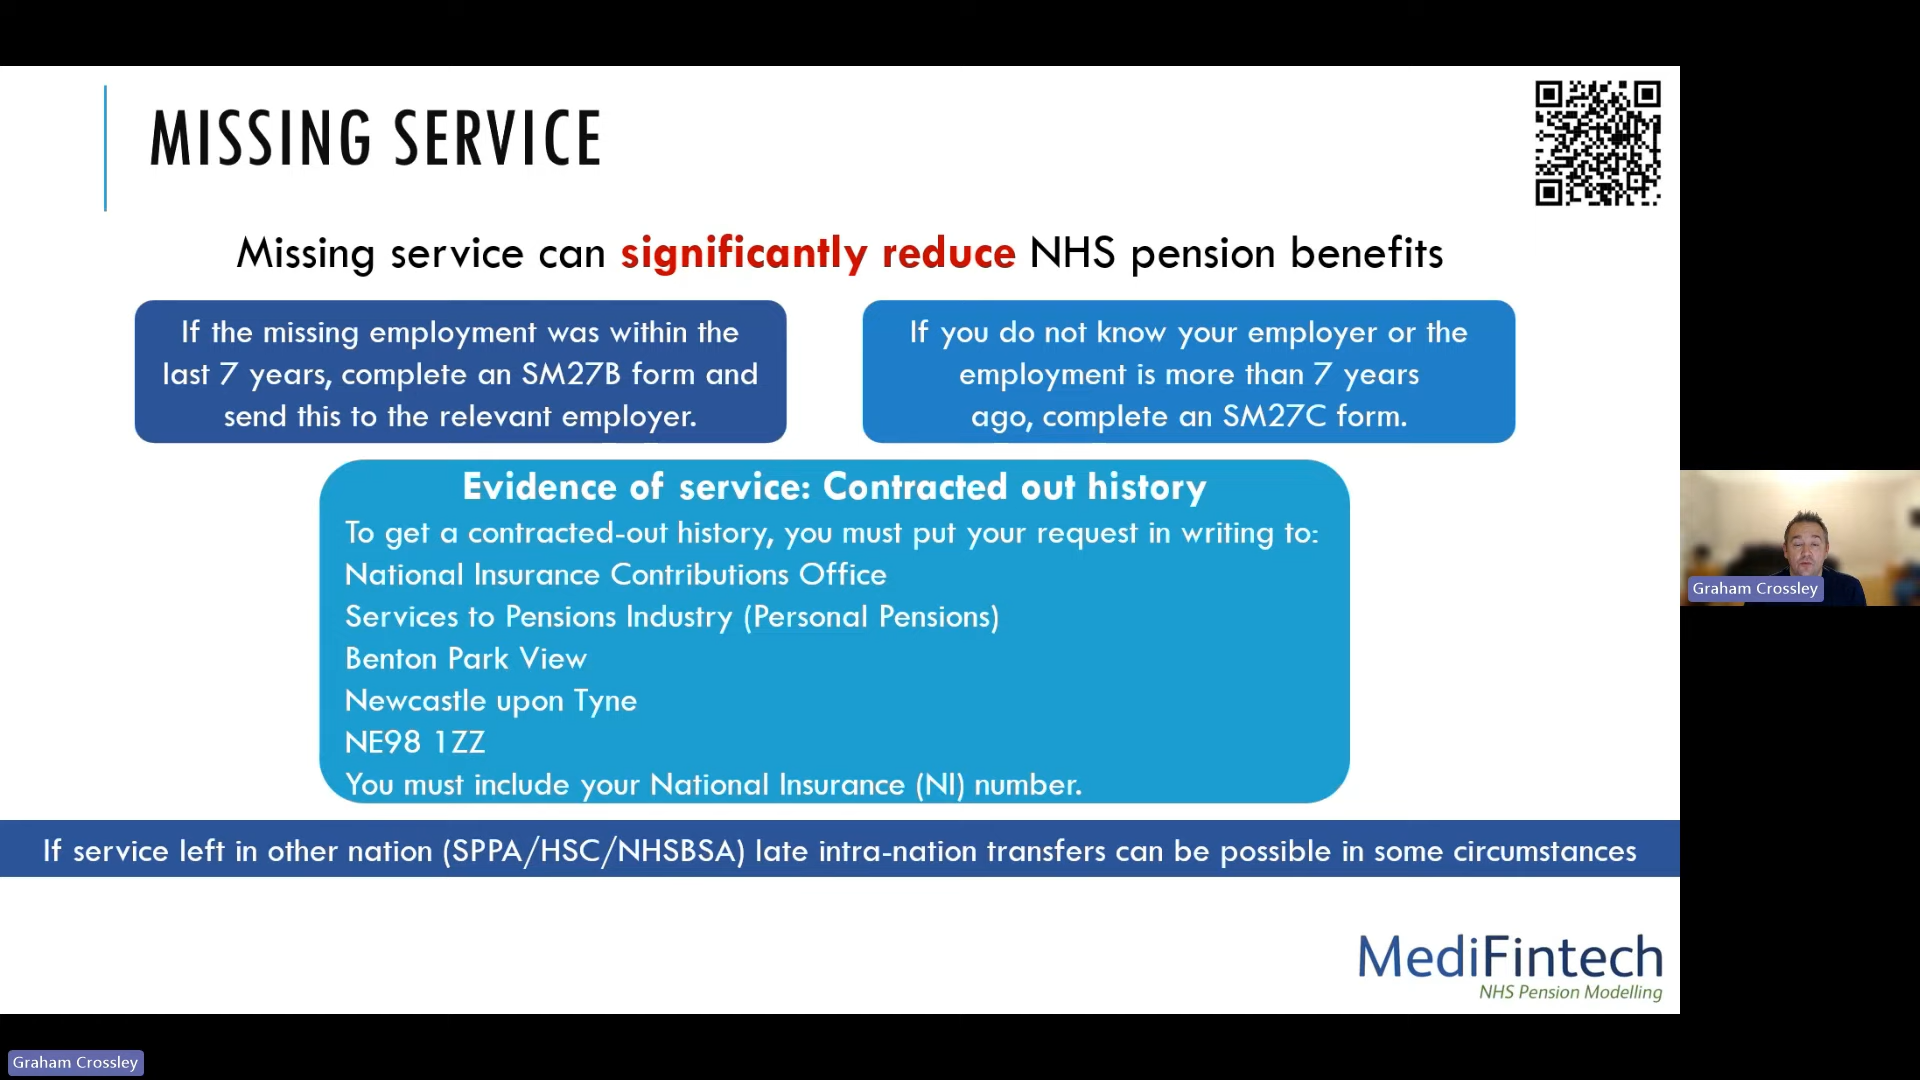 MISSING SERVICE
Missing service can significantly reduce NHS pension benefits
If the missing employment was within the
last 7 years, complete an SM27B form and
send this to the relevant employer.
If you do not know your employer or the
employment is more than 7 years
ago, complete an SM27C form.
Evidence of service: Contracted out history
To get a contracted-out history, you must put your request in writing to:
National Insurance Contributions Office
Services to Pensions Industry (Personal Pensions)
Benton Park View
Newcastle upon Tyne
NE98 1ZZ
You must include your National Insurance (NI) number.
If service left in other nation (SPPA/HSC/NHSBSA) late intra-nation transfers can be possible in some circumstances
MediFintech
NHS Pension Modelling
Graham Crossley
Graham Crossley